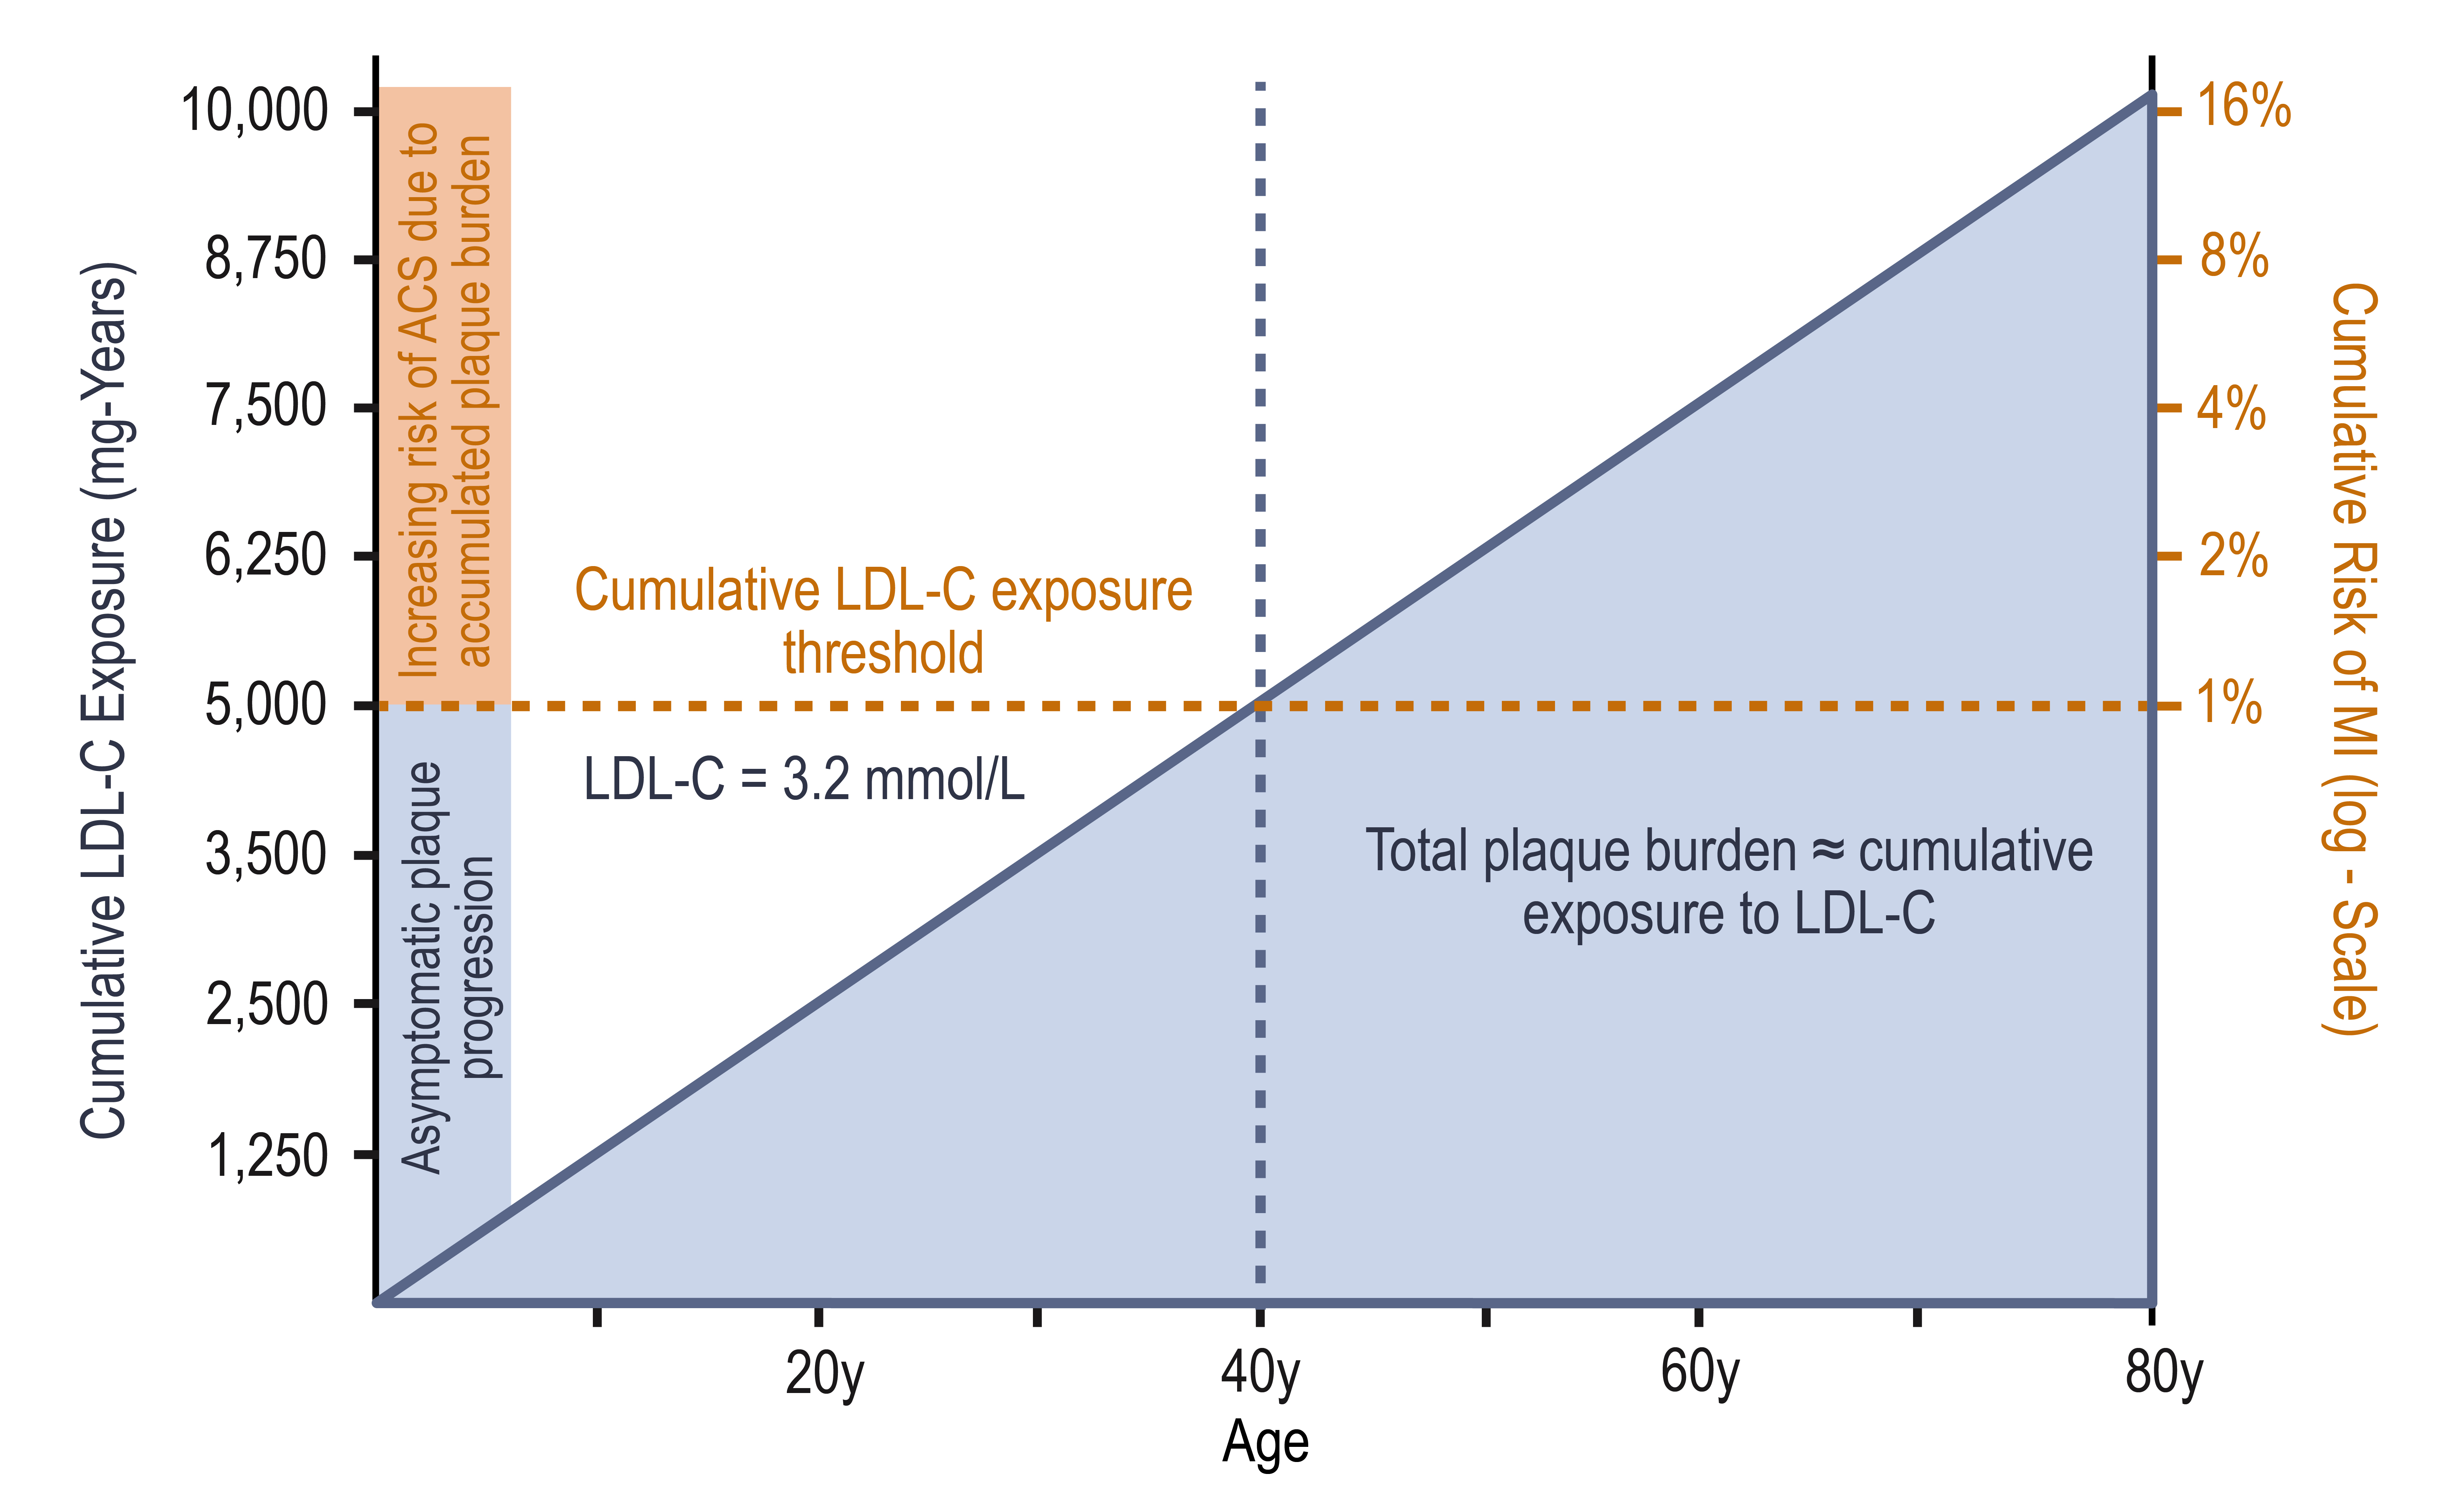 Cumulative LDL-C Exposure (mg-Years)
10,000
8,750
7,500
6,250
5,000
3,500
2,500
1,250
Increasing risk of ACS due to
accumulated plaque burden
Asymptomatic plaque
progression
Cumulative LDL-C exposure
threshold
LDL-C = 3.2 mmol/L
Total plaque burden ≈ cumulative
exposure to LDL-C
16%
8%
4%
2%
1%
Cumulative Risk of MI (log - Scale)
20y
40y
60y
80y
Age